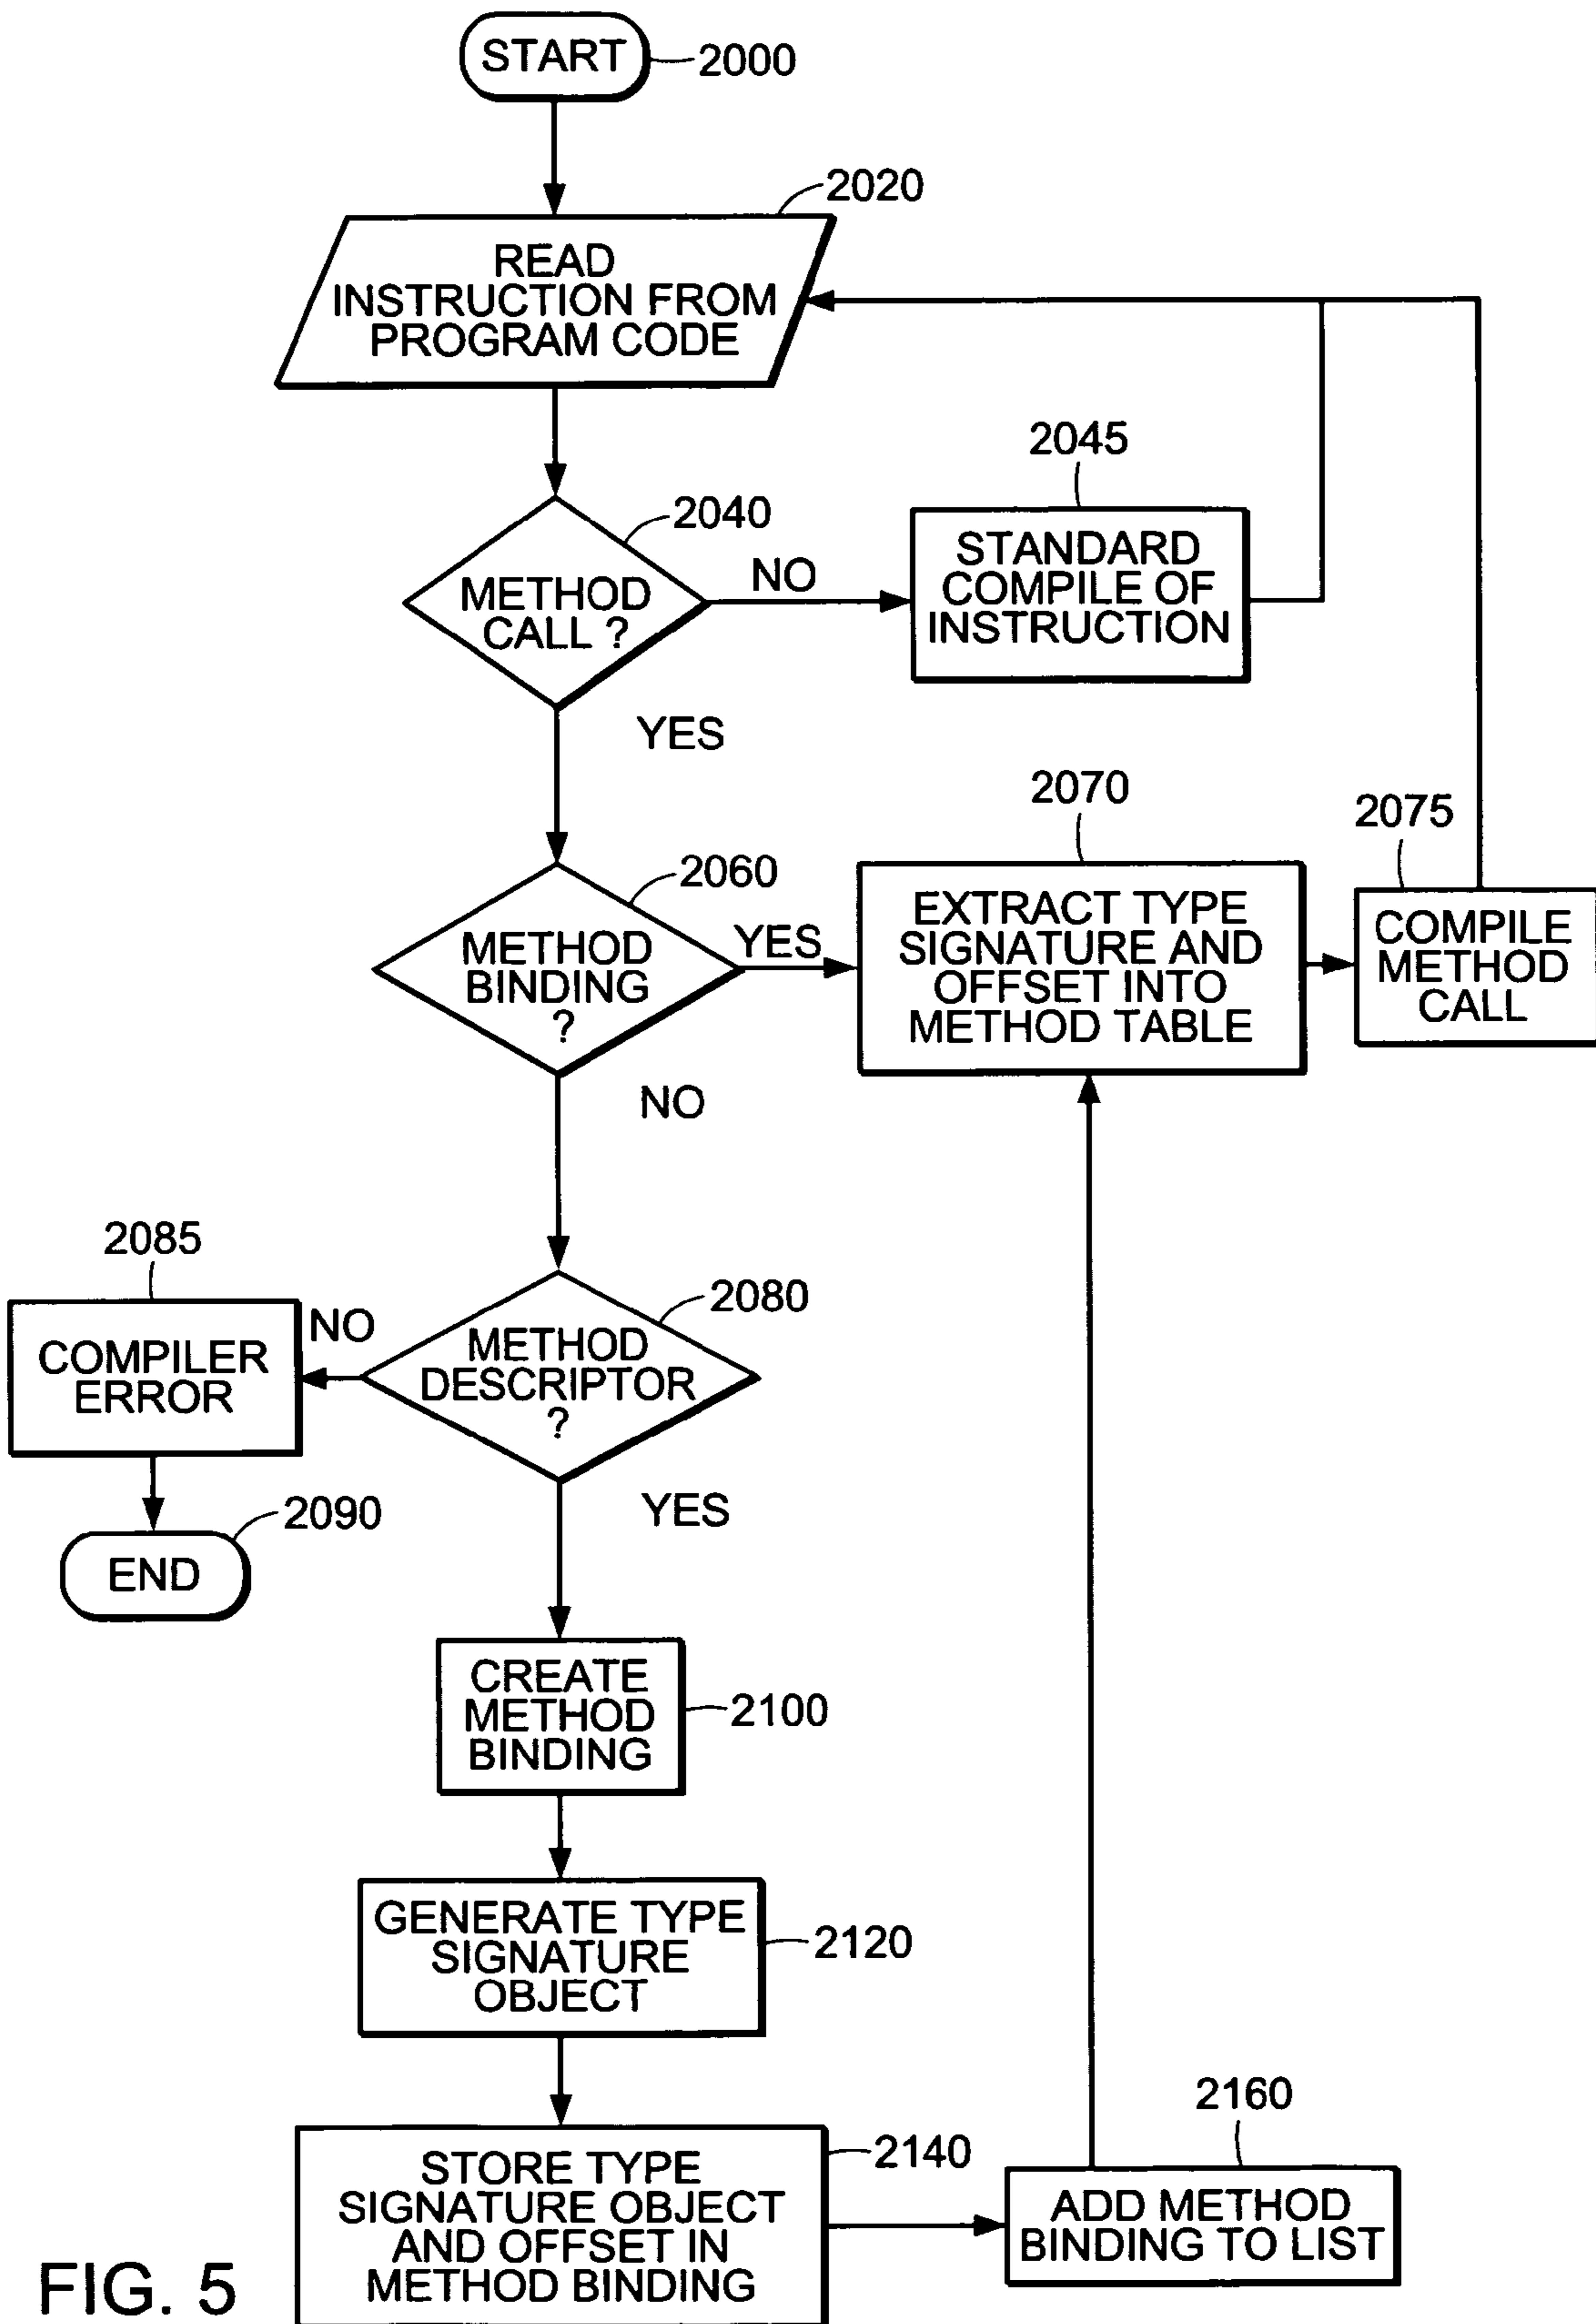 START
2000
2020
READ
INSTRUCTION FROM
PROGRAM CODE
2040
METHOD
CALL ?
NO
2045
STANDARD
COMPILE OF
INSTRUCTION
YES
2060
METHOD
BINDING
?
YES
2070
EXTRACT TYPE
SIGNATURE AND
OFFSET INTO
METHOD TABLE
2075
COMPILE
METHOD
CALL
NO
2080
METHOD
DESCRIPTOR
?
NO
2085
COMPILER
ERROR
2090
END
YES
CREATE
METHOD
BINDING
2100
GENERATE TYPE
SIGNATURE
OBJECT
2120
STORE TYPE
SIGNATURE OBJECT
AND OFFSET IN
METHOD BINDING
2140
2160
ADD METHOD
BINDING TO LIST
FIG. 5